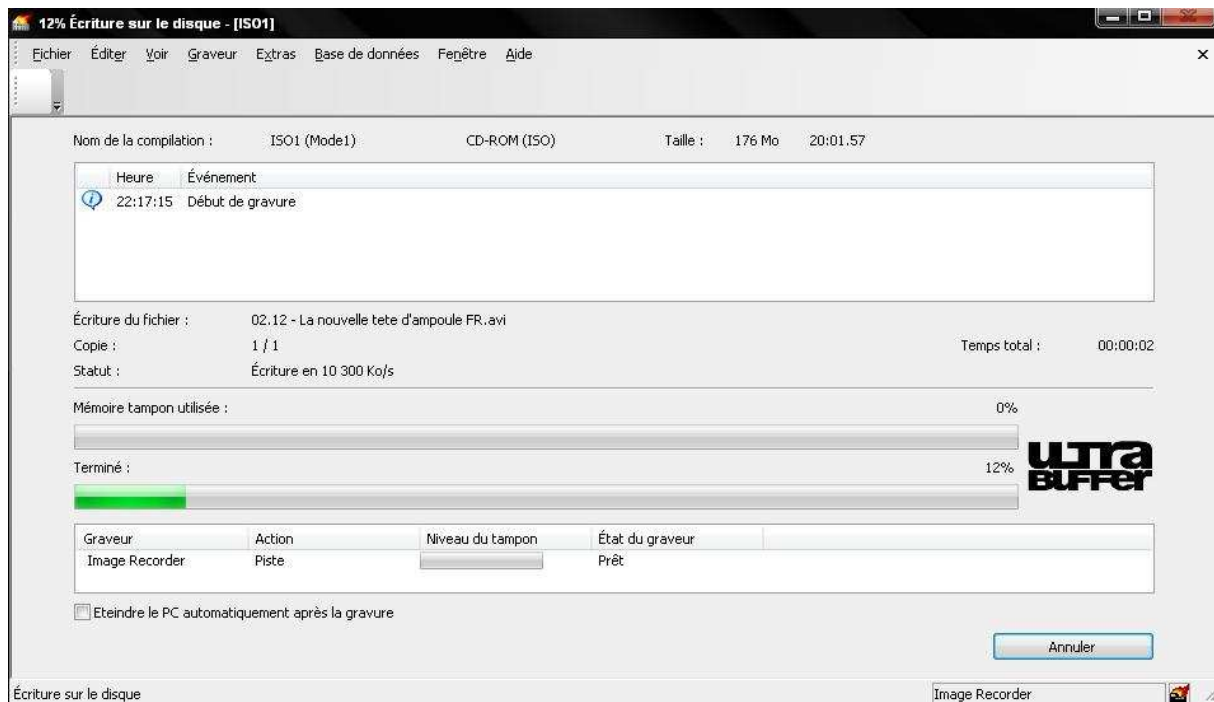 12% Écriture sur le disque - [ISO1]
Fichier Éditer Voir Graveur Extras Base de données Fenêtre Aide
Nom de la compilation : ISO1 (Mode1) CD-ROM (ISO) Taille : 176 Mo 20:01.57
Heure Événement
22:17:15 Début de gravure
Écriture du fichier : 02.12 - La nouvelle tete d'ampoule FR.avi
Copie : 1 / 1 Temps total : 00:00:02
Statut : Écriture en 10 300 Ko/s
Mémoire tampon utilisée : 0%
Terminé : 12%
ULTRA
BUFFER
Graveur Action Niveau du tampon État du graveur
Image Recorder Piste Prêt
Eteindre le PC automatiquement après la gravure
Annuler
Écriture sur le disque Image Recorder